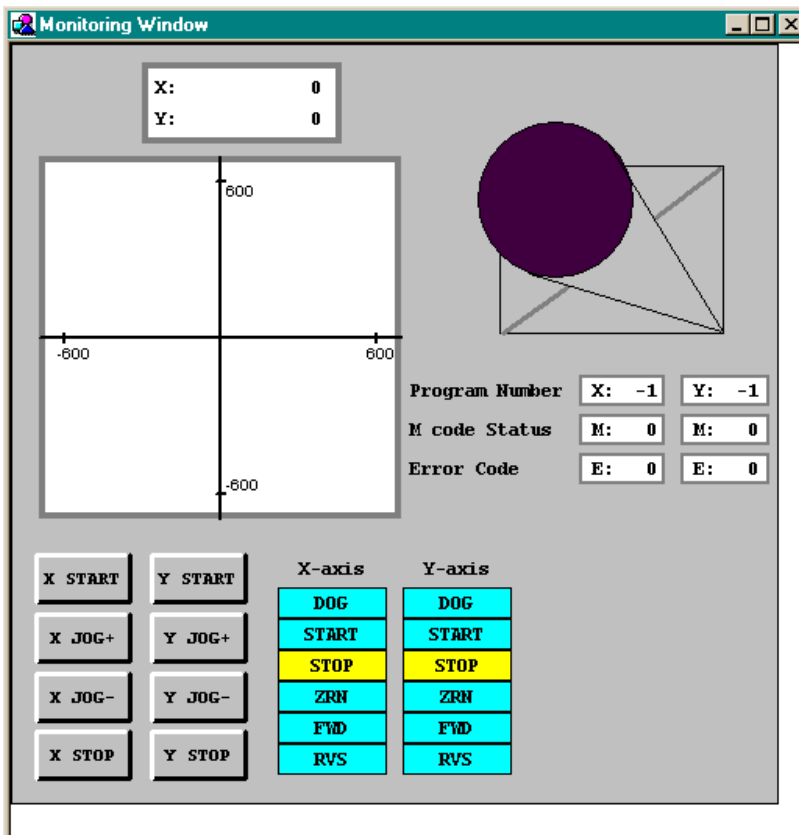 Monitoring Window
X: 0
Y: 0
600
-600 600
-600
Program Number X: -1 Y: -1
M code Status M: 0 M: 0
Error Code E: 0 E: 0
X-axis Y-axis
X START Y START DOG DOG
START START
X JOG+ Y JOG+
STOP STOP
X JOG- Y JOG- ZRN ZRN
FWD FWD
X STOP Y STOP RVS RVS